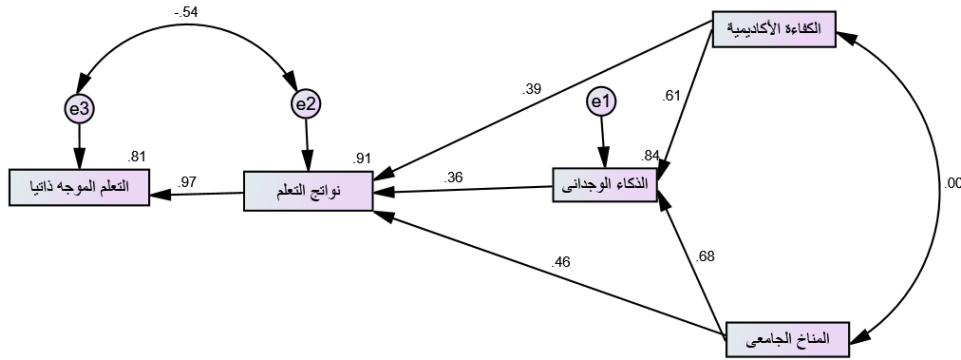 -.54
الكفاءة الأكاديمية
e3
e2
e1
.39
.61
.81
.91
.84
التعلم الموجه ذاتيا
.97
نواتج التعلم
.36
الذكاء الوجدانى
.00
.46
.68
المناخ الجامعى